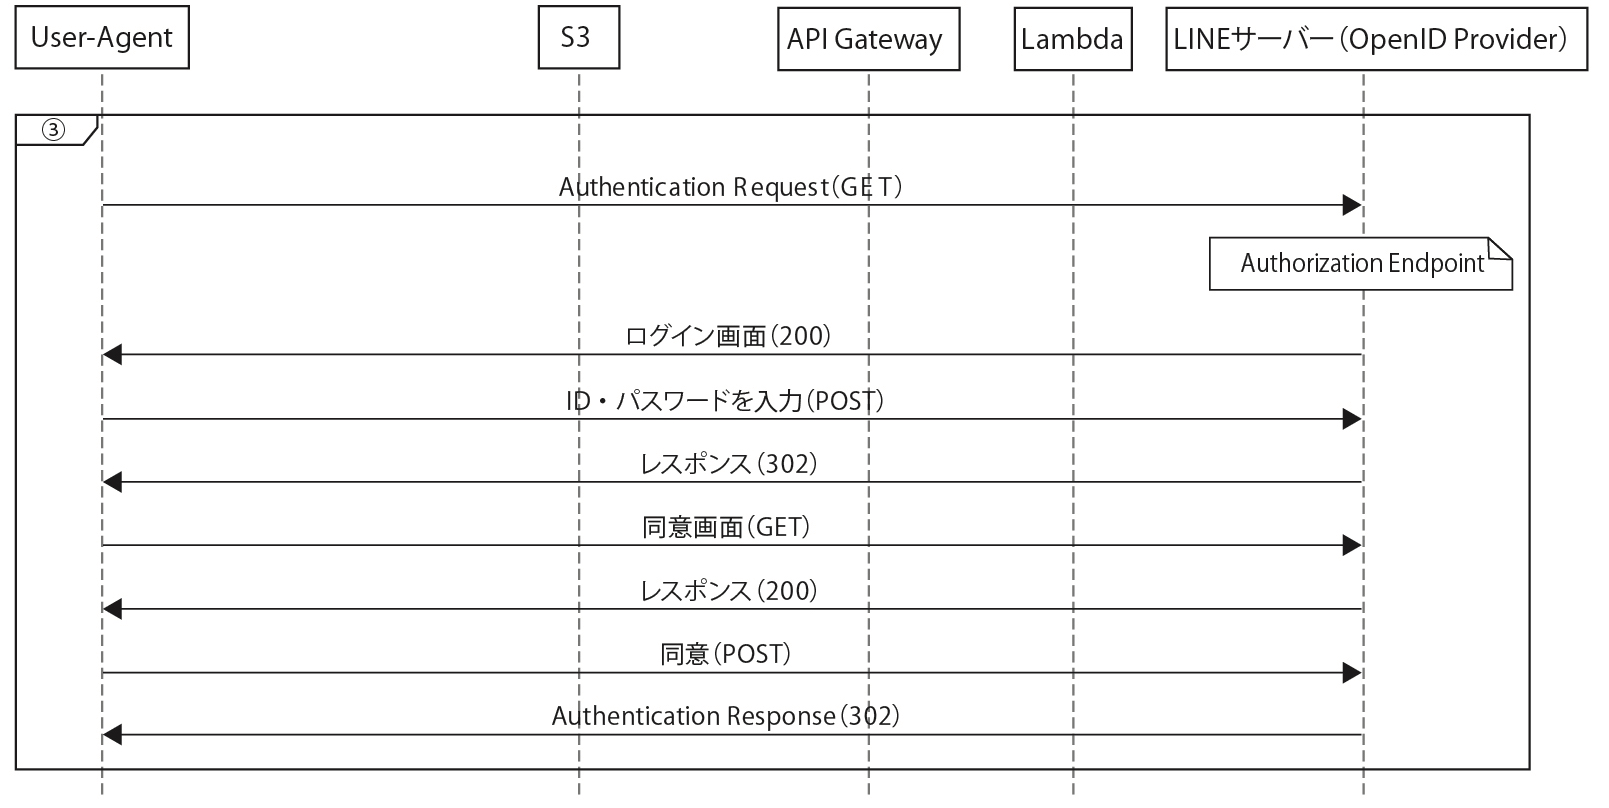 User-Agent
S3
API Gateway
Lambda
LINEサーバー（OpenID Provider）
③
Authentication Request（GET）
Authorization Endpoint
ログイン画面（200）
ID・パスワードを入力（POST）
レスポンス（302）
同意画面（GET）
レスポンス（200）
同意（POST）
Authentication Response（302）